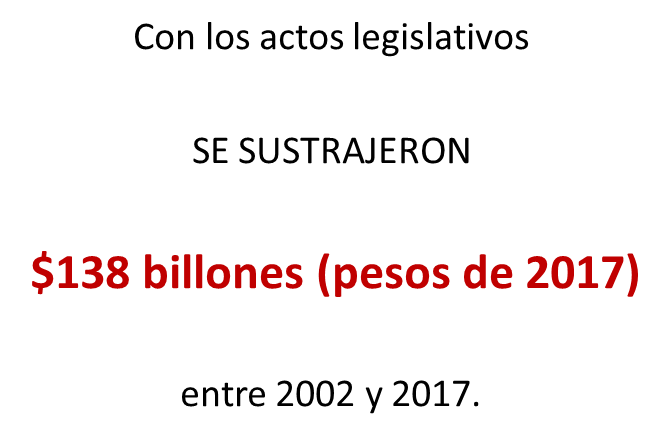 Con los actos legislativos
SE SUSTRAJERON
$138 billones (pesos de 2017)
entre 2002 y 2017.